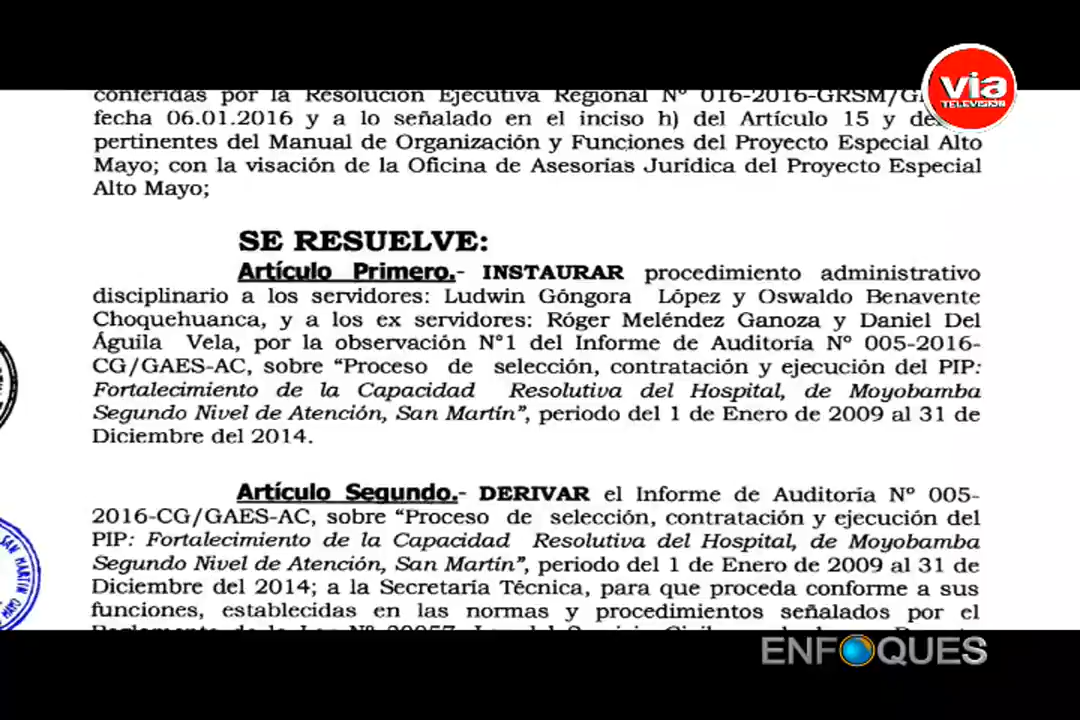 via
TELEVISIÓN
conferidas por la Resolución Ejecutiva Regional Nº 016-2016-GRSM/G
fecha 06.01.2016 y a lo señalado en el inciso h) del Artículo 15 y
pertinentes del Manual de Organización y Funciones del Proyecto Especial Alto
Mayo; con la visación de la Oficina de Asesorías Jurídica del Proyecto Especial
Alto Mayo;
SE RESUELVE:
Artículo Primero.- INSTAURAR procedimiento administrativo
disciplinario a los servidores: Ludwin Góngora López y Oswaldo Benavente
Choquehuanca, y a los ex servidores: Róger Meléndez Ganoza y Daniel Del
Águila Vela, por la observación N°1 del Informe de Auditoría Nº 005-2016-
CG/GAES-AC, sobre “Proceso de selección, contratación y ejecución del PIP:
Fortalecimiento de la Capacidad Resolutiva del Hospital, de Moyobamba
Segundo Nivel de Atención, San Martín”, periodo del 1 de Enero de 2009 al 31 de
Diciembre del 2014.
Artículo Segundo.- DERIVAR el Informe de Auditoría Nº 005-
2016-CG/GAES-AC, sobre “Proceso de selección, contratación y ejecución del
PIP: Fortalecimiento de la Capacidad Resolutiva del Hospital, de Moyobamba
Segundo Nivel de Atención, San Martín”, periodo del 1 de Enero de 2009 al 31 de
Diciembre del 2014; a la Secretaría Técnica, para que proceda conforme a sus
funciones, establecidas en las normas y procedimientos señalados por el
SAN MARTIN
ENFOQUES